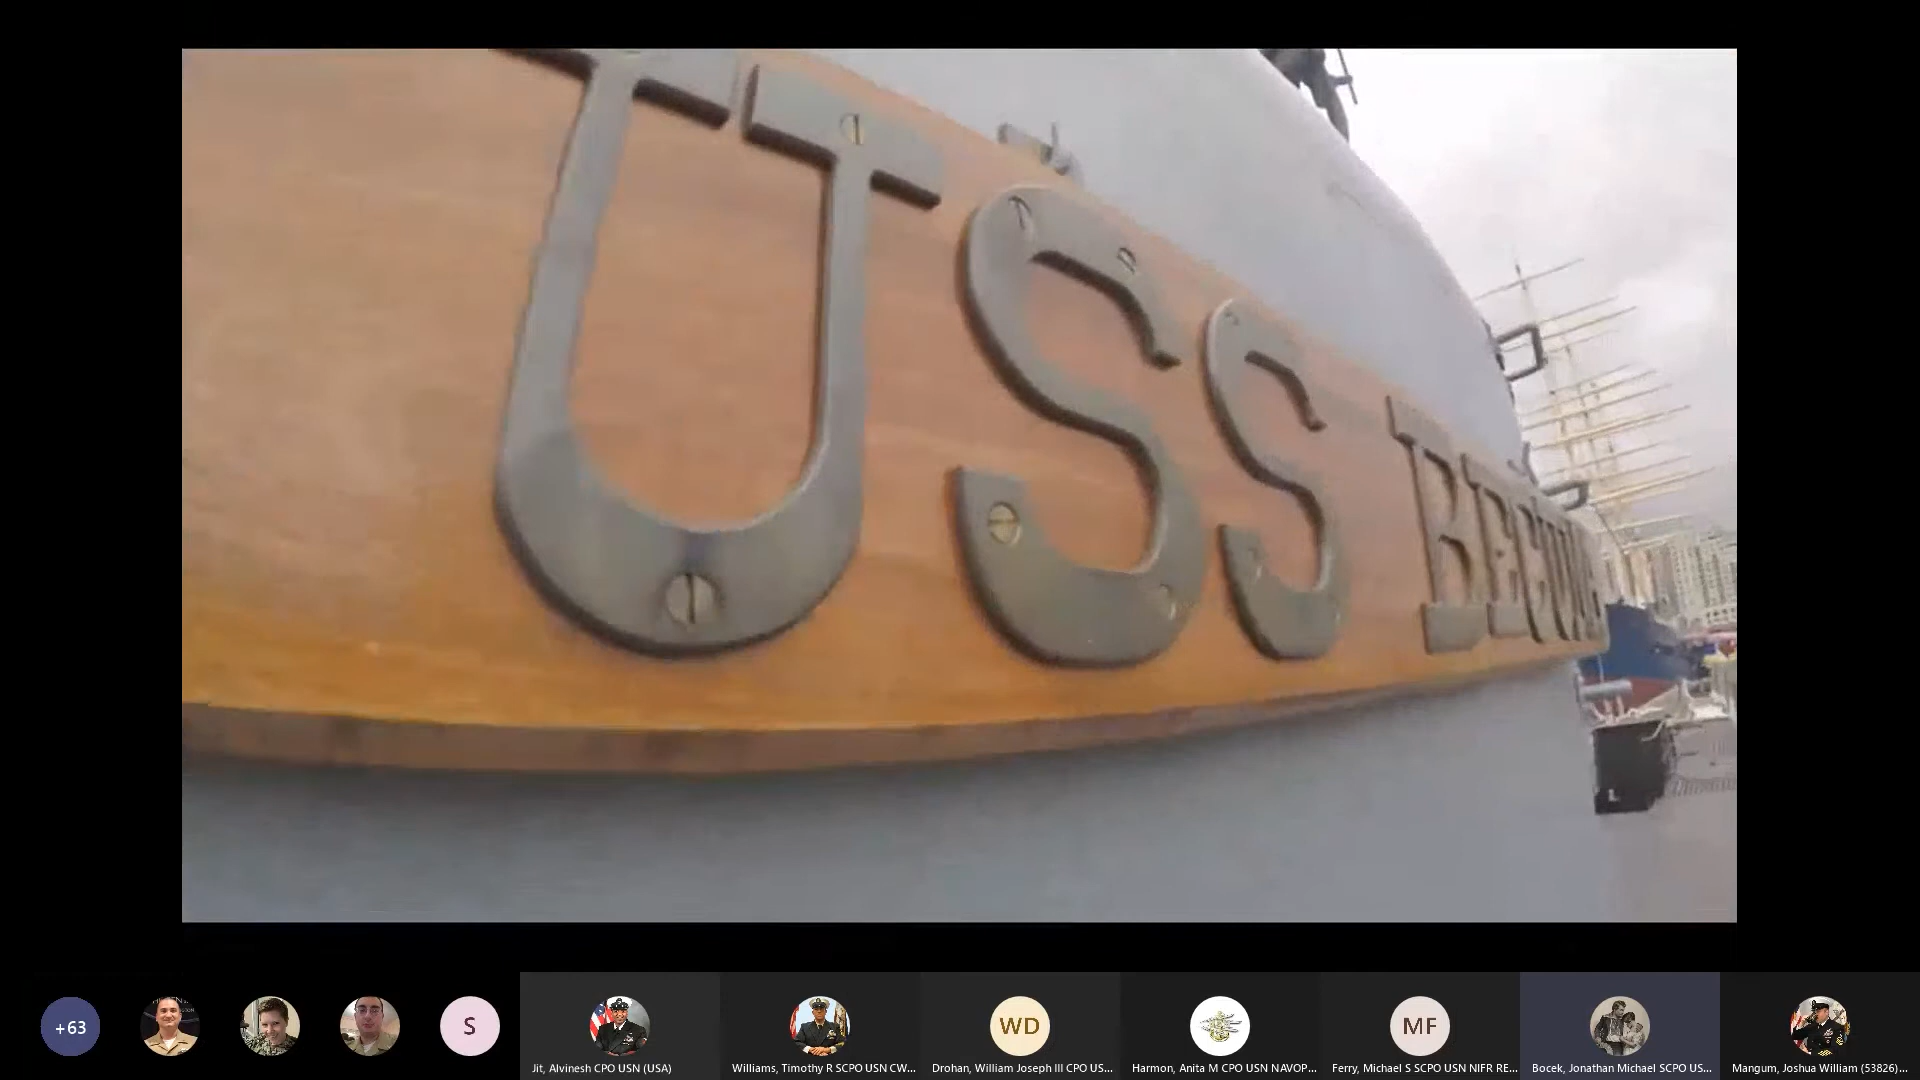 USS BECUNA
+63
S
WD
MF
Jit, Alvinesh CPO USN (USA)
Williams, Timothy R SCPO USN CW...
Drohan, William Joseph III CPO US...
Harmon, Anita M CPO USN NAVOP...
Ferry, Michael S SCPO USN NIFR RE...
Bocek, Jonathan Michael SCPO US...
Mangum, Joshua William (53826)...